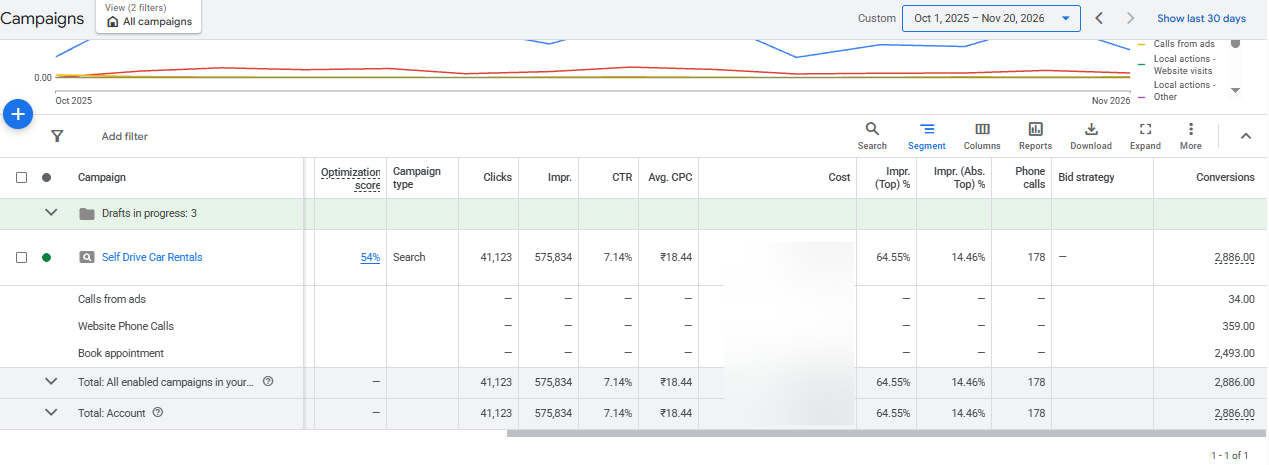 Campaigns
View (2 filters)
All campaigns
Custom
Oct 1, 2025 – Nov 20, 2026
Show last 30 days
0.00
Oct 2025
Nov 2026
Calls from ads
Local actions -
Website visits
Local actions -
Other
Add filter
Search
Segment
Columns
Reports
Download
Expand
More
Campaign Optimization score Campaign type Clicks Impr. CTR Avg. CPC Cost Impr. (Top) % Impr. (Abs. Top) % Phone calls Bid strategy Conversions
Drafts in progress: 3
Self Drive Car Rentals 54% Search 41,123 575,834 7.14% ₹18.44 64.55% 14.46% 178 — 2,886.00
Calls from ads — — — — — — — 34.00
Website Phone Calls — — — — — — — 359.00
Book appointment — — — — — — — 2,493.00
Total: All enabled campaigns in your... — 41,123 575,834 7.14% ₹18.44 64.55% 14.46% 178 2,886.00
Total: Account — 41,123 575,834 7.14% ₹18.44 64.55% 14.46% 178 2,886.00
1 - 1 of 1